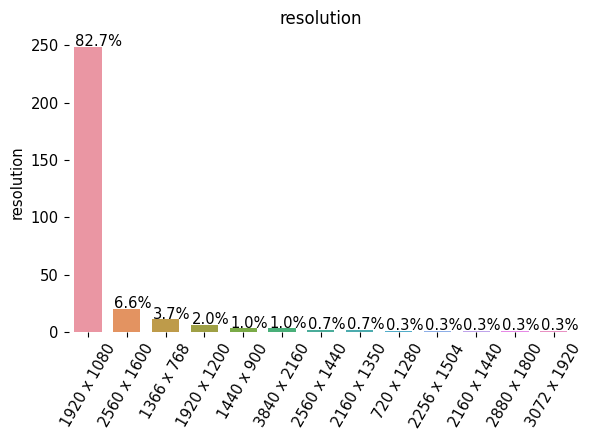 resolution
250
200
150
100
50
0
resolution
82.7%
6.6%
3.7%
2.0%
1.0%
1.0%
0.7%
0.7%
0.3%
0.3%
0.3%
0.3%
0.3%
1920 x 1080
2560 x 1600
1366 x 768
1920 x 1200
1440 x 900
3840 x 2160
2560 x 1440
2160 x 1350
720 x 1280
2256 x 1504
2160 x 1440
2880 x 1800
3072 x 1920